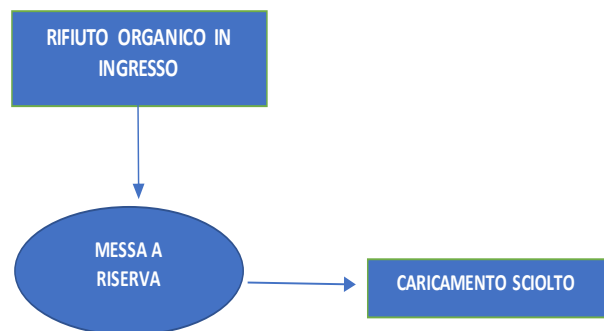 RIFIUTO ORGANICO IN
INGRESSO
MESSA A
RISERVA
CARICAMENTO SCIOLTO